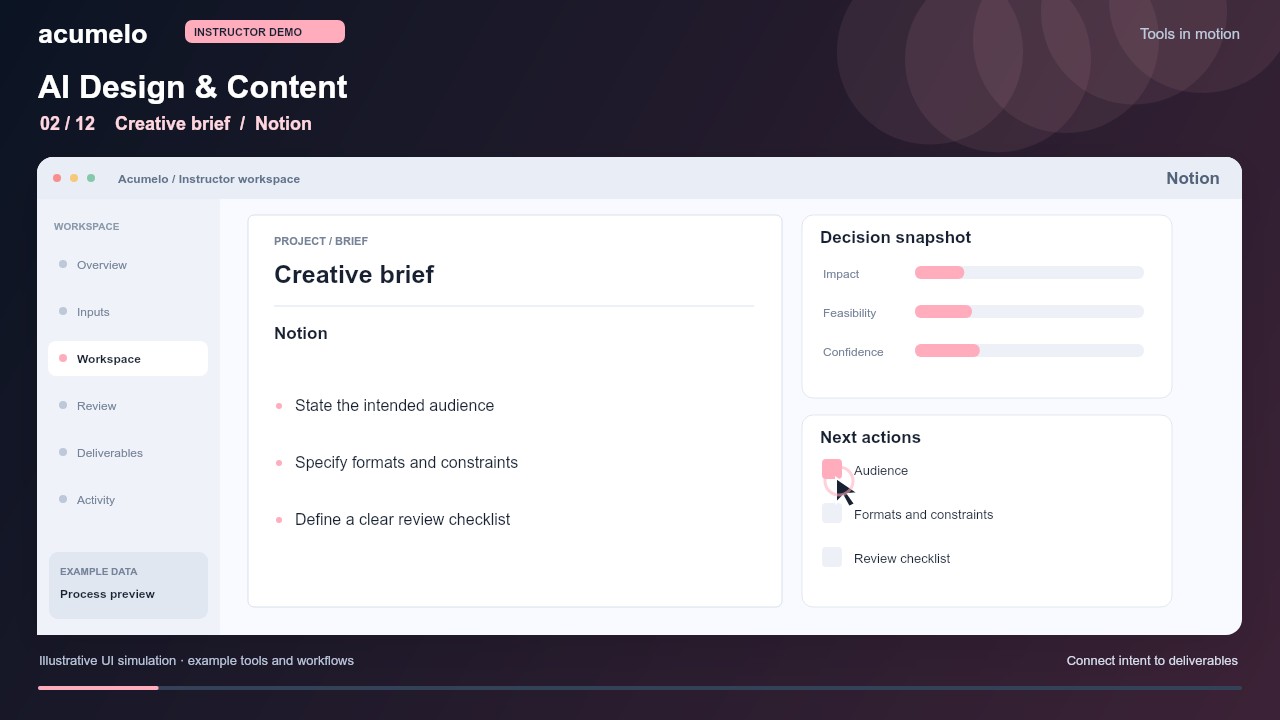 acumelo
INSTRUCTOR DEMO
Tools in motion
AI Design & Content
02 / 12 Creative brief / Notion
Acumelo / Instructor workspace
Notion
WORKSPACE
Overview
Inputs
Workspace
Review
Deliverables
Activity
EXAMPLE DATA
Process preview
PROJECT / BRIEF
Creative brief
Notion
State the intended audience
Specify formats and constraints
Define a clear review checklist
Decision snapshot
Impact
Feasibility
Confidence
Next actions
Audience
Formats and constraints
Review checklist
Illustrative UI simulation · example tools and workflows
Connect intent to deliverables